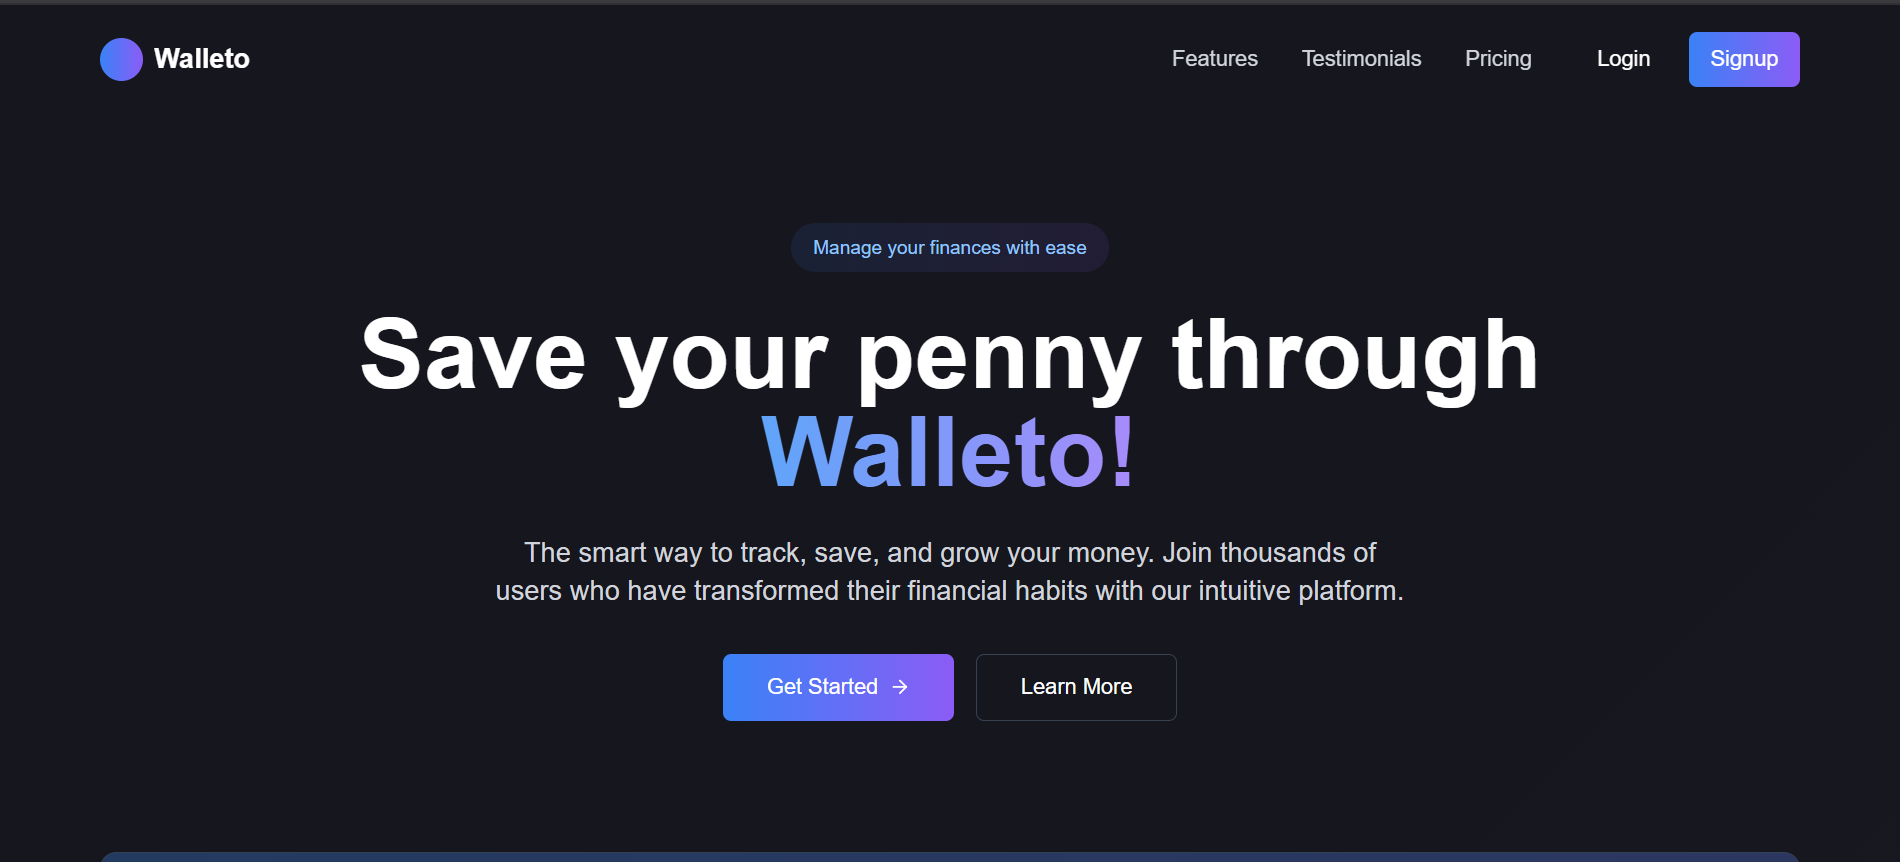 Walleto
Features
Testimonials
Pricing
Login
Signup
Manage your finances with ease
Save your penny through
Walleto!
The smart way to track, save, and grow your money. Join thousands of
users who have transformed their financial habits with our intuitive platform.
Get Started →
Learn More